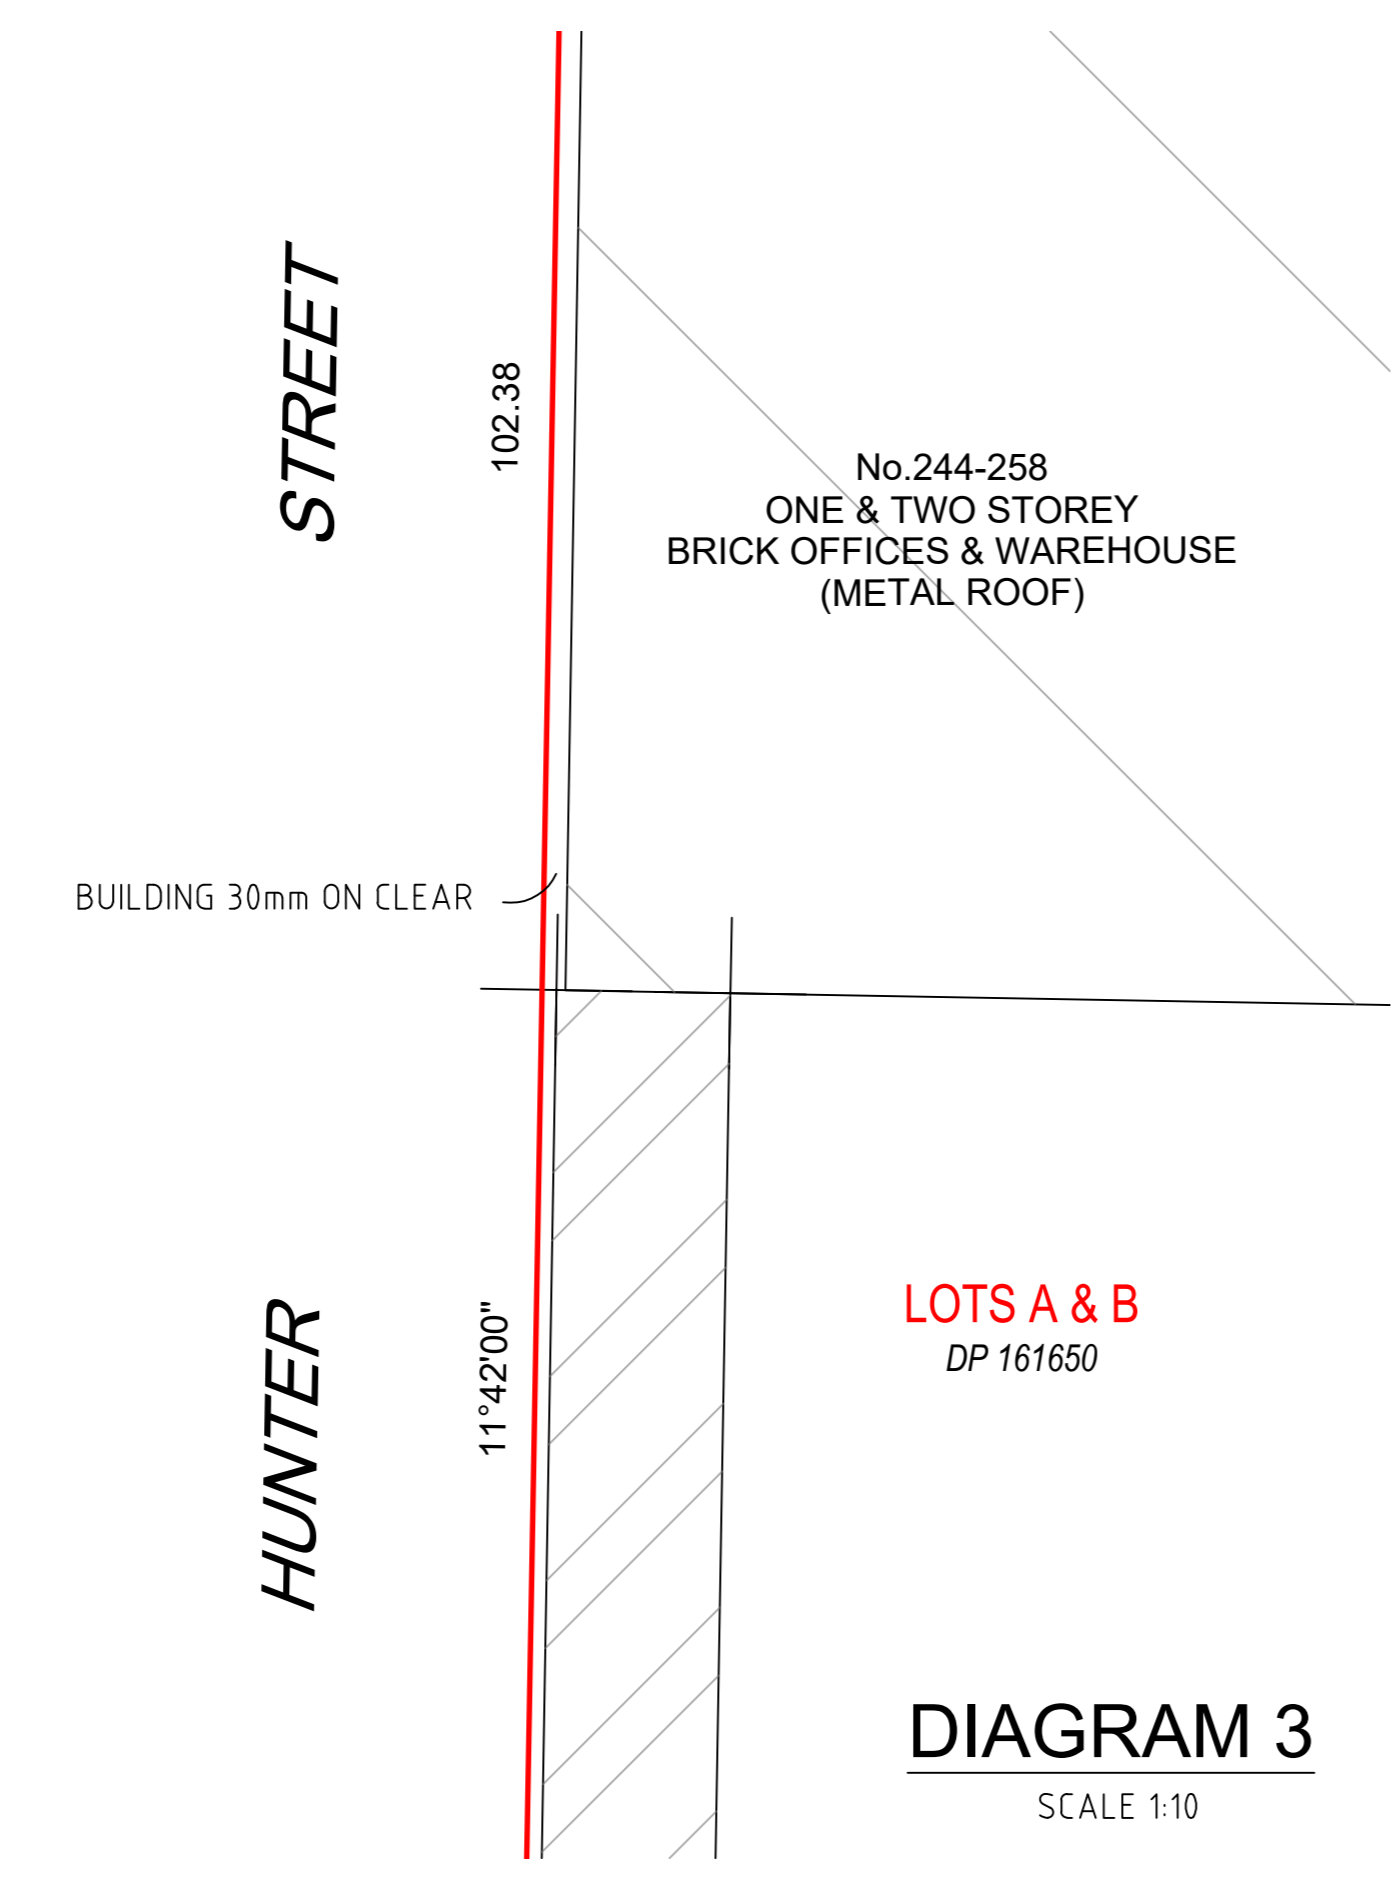 STREET
102.38
No.244-258
ONE & TWO STOREY
BRICK OFFICES & WAREHOUSE
(METAL ROOF)
BUILDING 30mm ON CLEAR
HUNTER
11°42'00"
LOTS A & B
DP 161650
DIAGRAM 3
SCALE 1:10